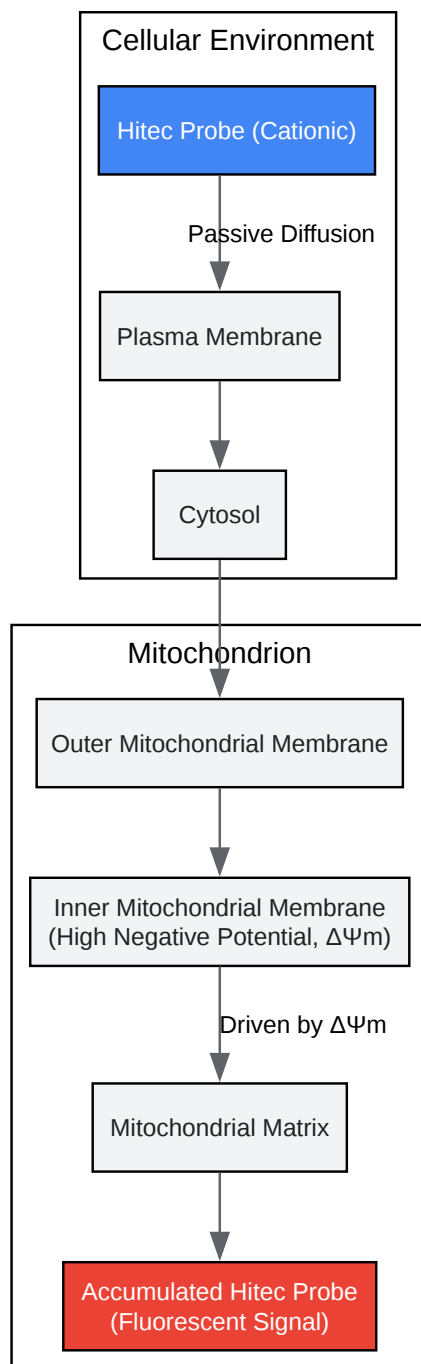 Cellular Environment
Hitec Probe (Cationic)
Passive Diffusion
Plasma Membrane
Cytosol
Mitochondrion
Outer Mitochondrial Membrane
Inner Mitochondrial Membrane
(High Negative Potential, ΔΨm)
Driven by ΔΨm
Mitochondrial Matrix
Accumulated Hitec Probe
(Fluorescent Signal)